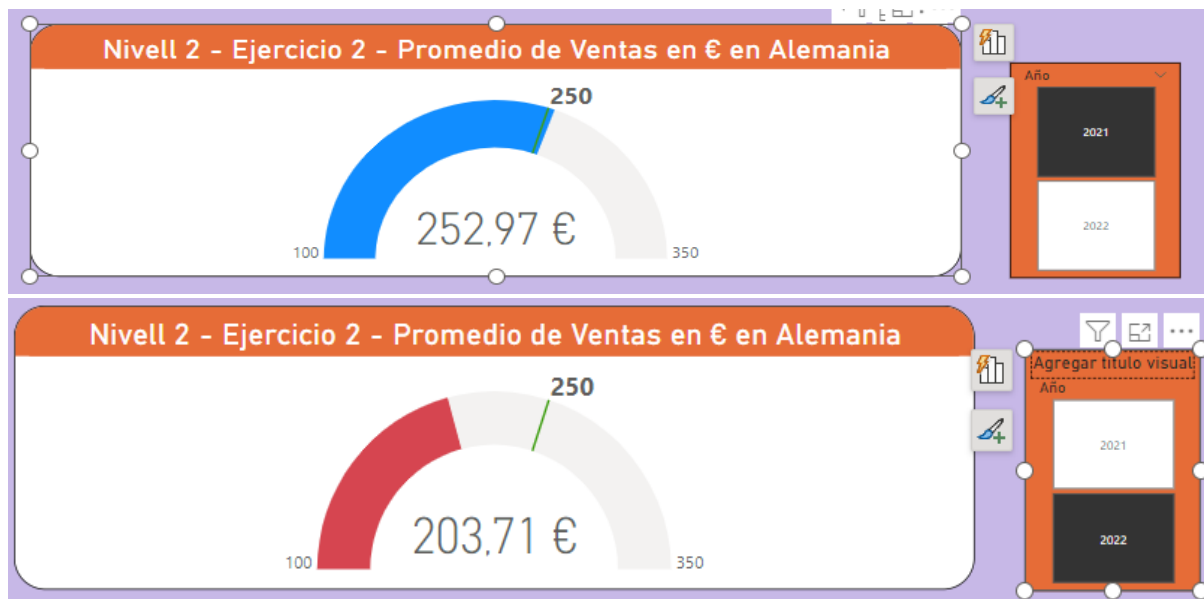 Nivell 2 - Ejercicio 2 - Promedio de Ventas en € en Alemania
250
252,97 €
100
350
Año
2021
2022
Nivell 2 - Ejercicio 2 - Promedio de Ventas en € en Alemania
250
203,71 €
100
350
Agregar título visual
Año
2021
2022